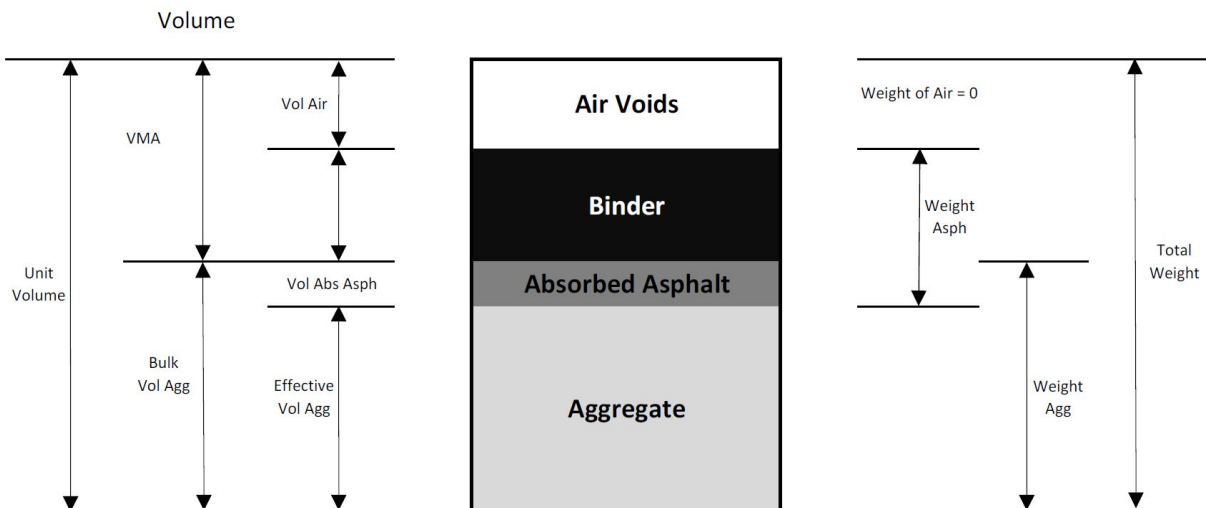 Volume
Vol Air
VMA
Unit
Volume
Vol Abs Asph
Bulk
Vol Agg
Effective
Vol Agg
Air Voids
Binder
Absorbed Asphalt
Aggregate
Weight of Air = 0
Weight
Asph
Total
Weight
Weight
Agg